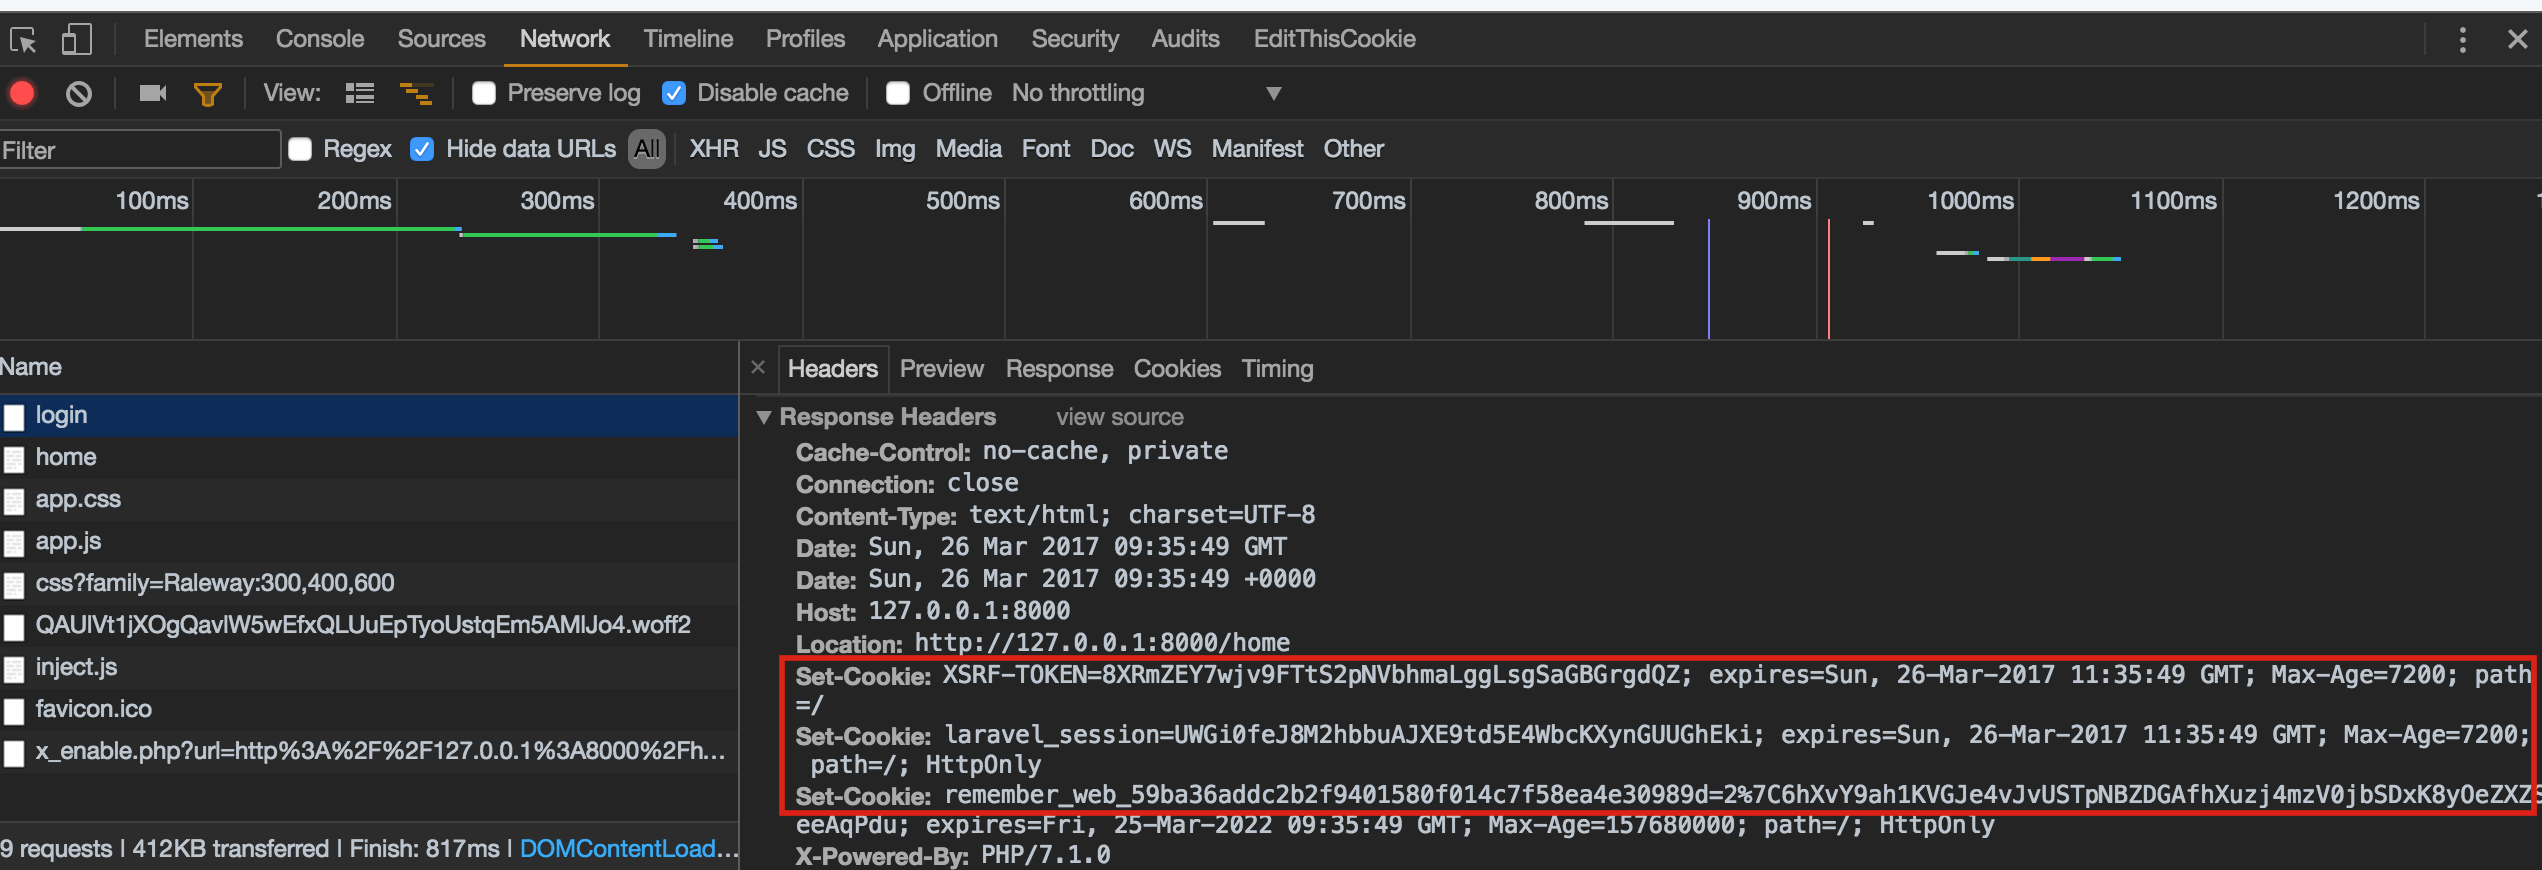 Elements Console Sources Network Timeline Profiles Application Security Audits EditThisCookie
View: Preserve log Disable cache Offline No throttling
Filter Regex Hide data URLs All XHR JS CSS Img Media Font Doc WS Manifest Other
100ms 200ms 300ms 400ms 500ms 600ms 700ms 800ms 900ms 1000ms 1100ms 1200ms
Name
login
home
app.css
app.js
css?family=Raleway:300,400,600
QAUlVt1jXOgQavlW5wEfxQLUuEpTyoUstqEm5AMlJo4.woff2
inject.js
favicon.ico
x_enable.php?url=http%3A%2F%2F127.0.0.1%3A8000%2Fh…
9 requests | 412KB transferred | Finish: 817ms | DOMContentLoad…
Headers Preview Response Cookies Timing
Response Headers view source
Cache-Control: no-cache, private
Connection: close
Content-Type: text/html; charset=UTF-8
Date: Sun, 26 Mar 2017 09:35:49 GMT
Date: Sun, 26 Mar 2017 09:35:49 +0000
Host: 127.0.0.1:8000
Location: http://127.0.0.1:8000/home
Set-Cookie: XSRF-TOKEN=8XRmZEY7wjv9FTtS2pNVbhmaLggLsgSaGBGrgdQZ; expires=Sun, 26-Mar-2017 11:35:49 GMT; Max-Age=7200; path
=/
Set-Cookie: laravel_session=UWGi0feJ8M2hbbuAJXE9td5E4WbcKXynGUUGhEki; expires=Sun, 26-Mar-2017 11:35:49 GMT; Max-Age=7200;
path=/; HttpOnly
Set-Cookie: remember_web_59ba36addc2b2f9401580f014c7f58ea4e30989d=2%7C6hXvY9ah1KVGJe4vJvUSTpNBZDGAfhXuzj4mzV0jbSDxK8yOeZXZS
eeAqPdu; expires=Fri, 25-Mar-2022 09:35:49 GMT; Max-Age=157680000; path=/; HttpOnly
X-Powered-By: PHP/7.1.0